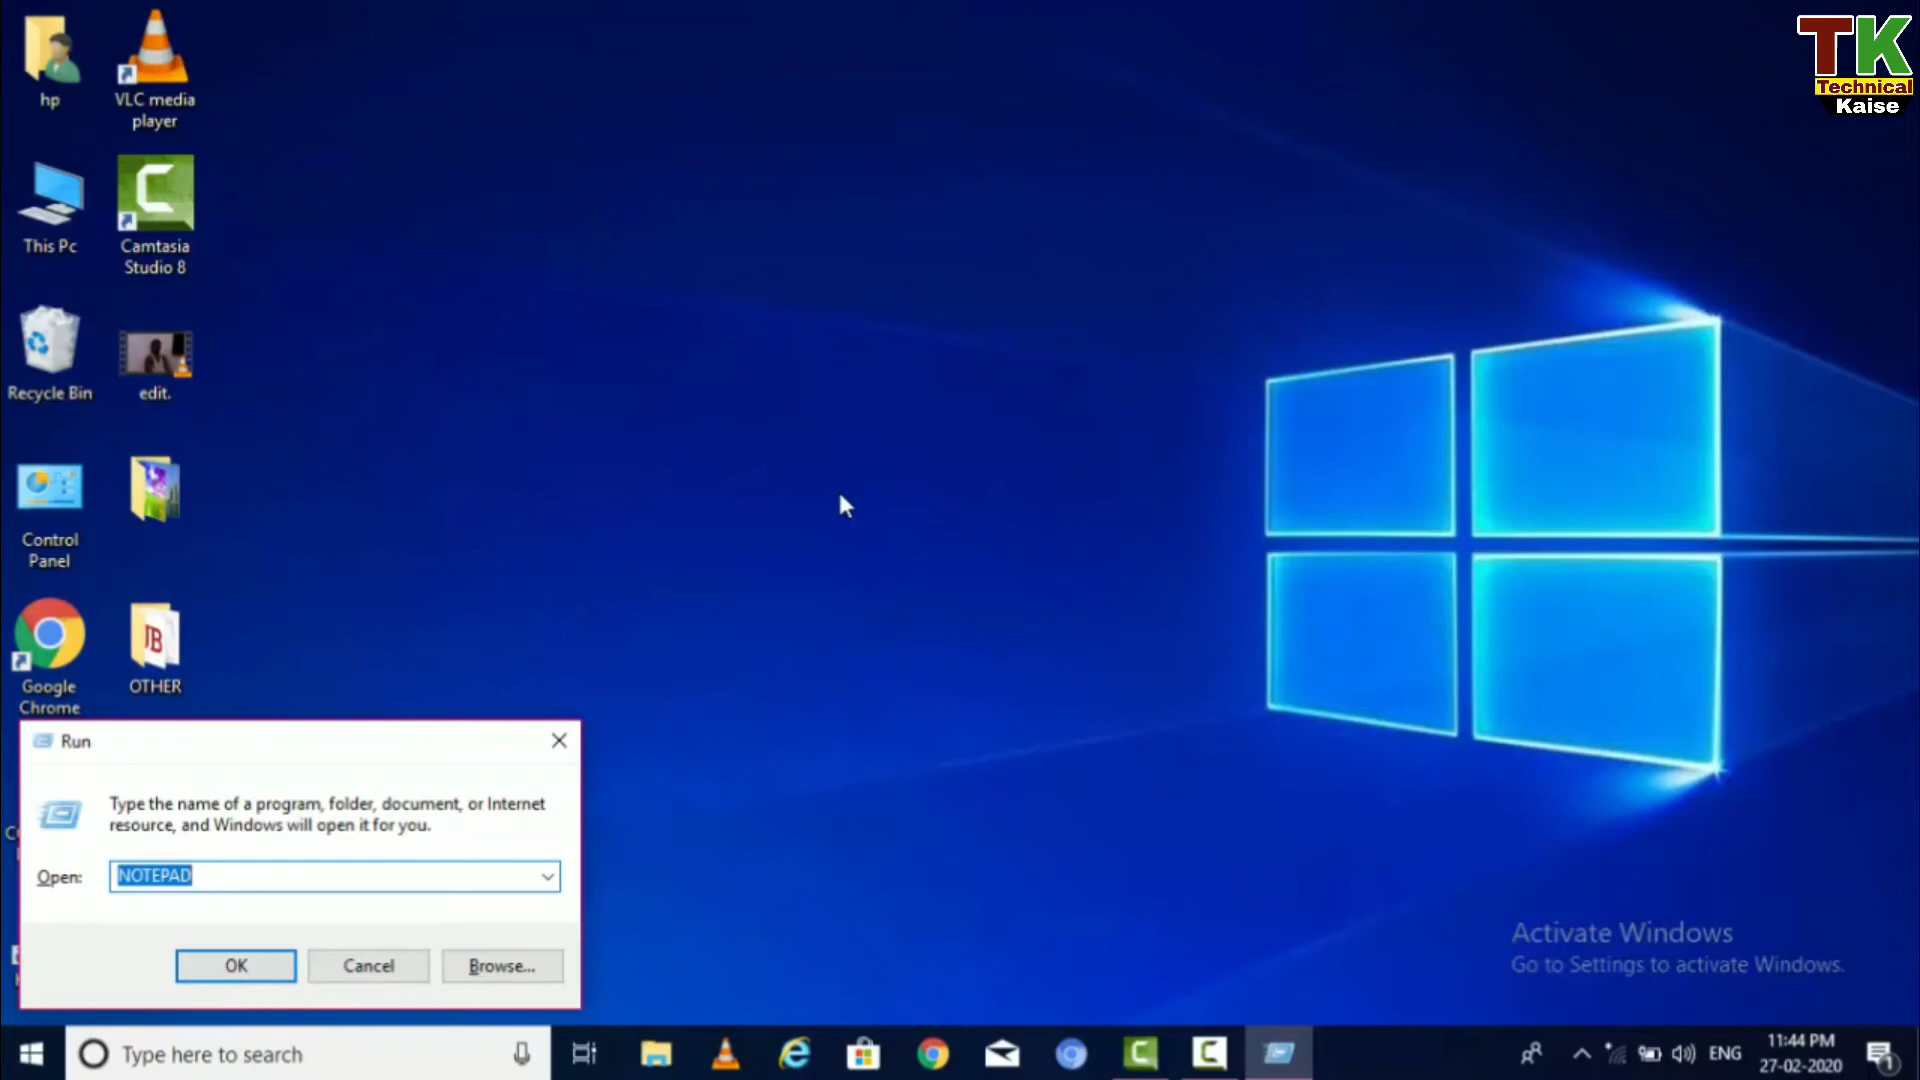 TK
Technical
Kaise
hp
VLC media
player
This Pc
Camtasia
Studio 8
Recycle Bin
edit.
Control
Panel
Google
Chrome
OTHER
Run
Type the name of a program, folder, document, or Internet
resource, and Windows will open it for you.
Open:
NOTEPAD
OK
Cancel
Browse...
Activate Windows
Go to Settings to activate Windows.
Type here to search
ENG
11:44 PM
27-02-2020
1